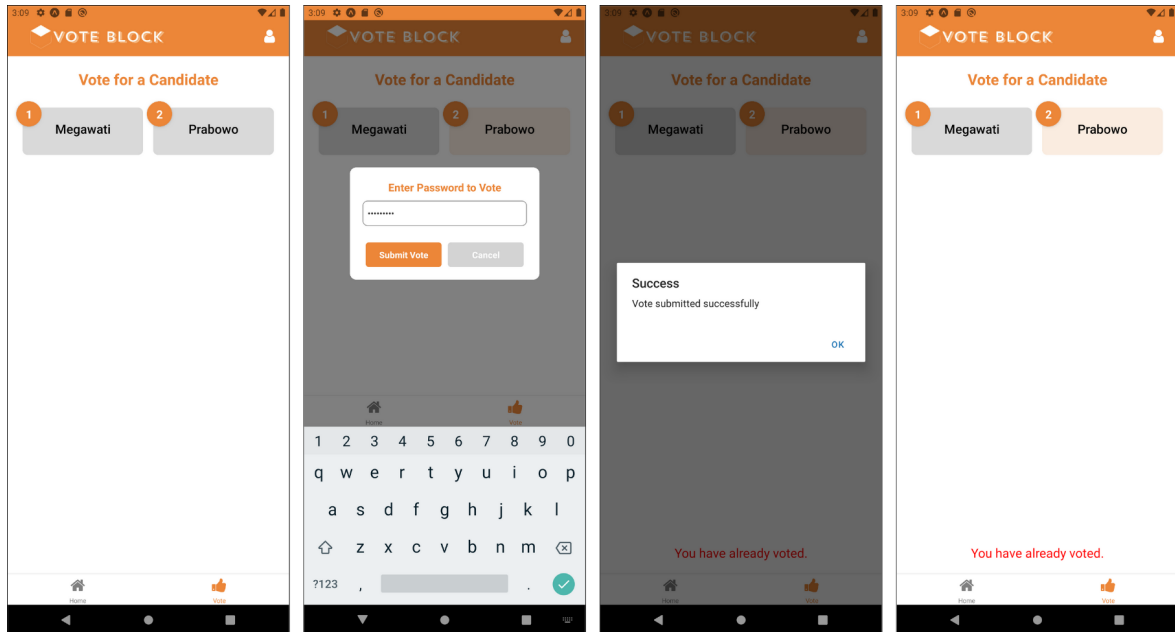 3:09
VOTE BLOCK
Vote for a Candidate
1
Megawati
2
Prabowo
Home
Vote
3:09
VOTE BLOCK
Vote for a Candidate
1
Megawati
2
Prabowo
Enter Password to Vote
•••••••••
Submit Vote
Cancel
Home
Vote
1 2 3 4 5 6 7 8 9 0
q w e r t y u i o p
a s d f g h j k l
z x c v b n m
?123 , .
3:09
VOTE BLOCK
Vote for a Candidate
1
Megawati
2
Prabowo
Success
Vote submitted successfully
OK
You have already voted.
Home
Vote
3:09
VOTE BLOCK
Vote for a Candidate
1
Megawati
2
Prabowo
You have already voted.
Home
Vote